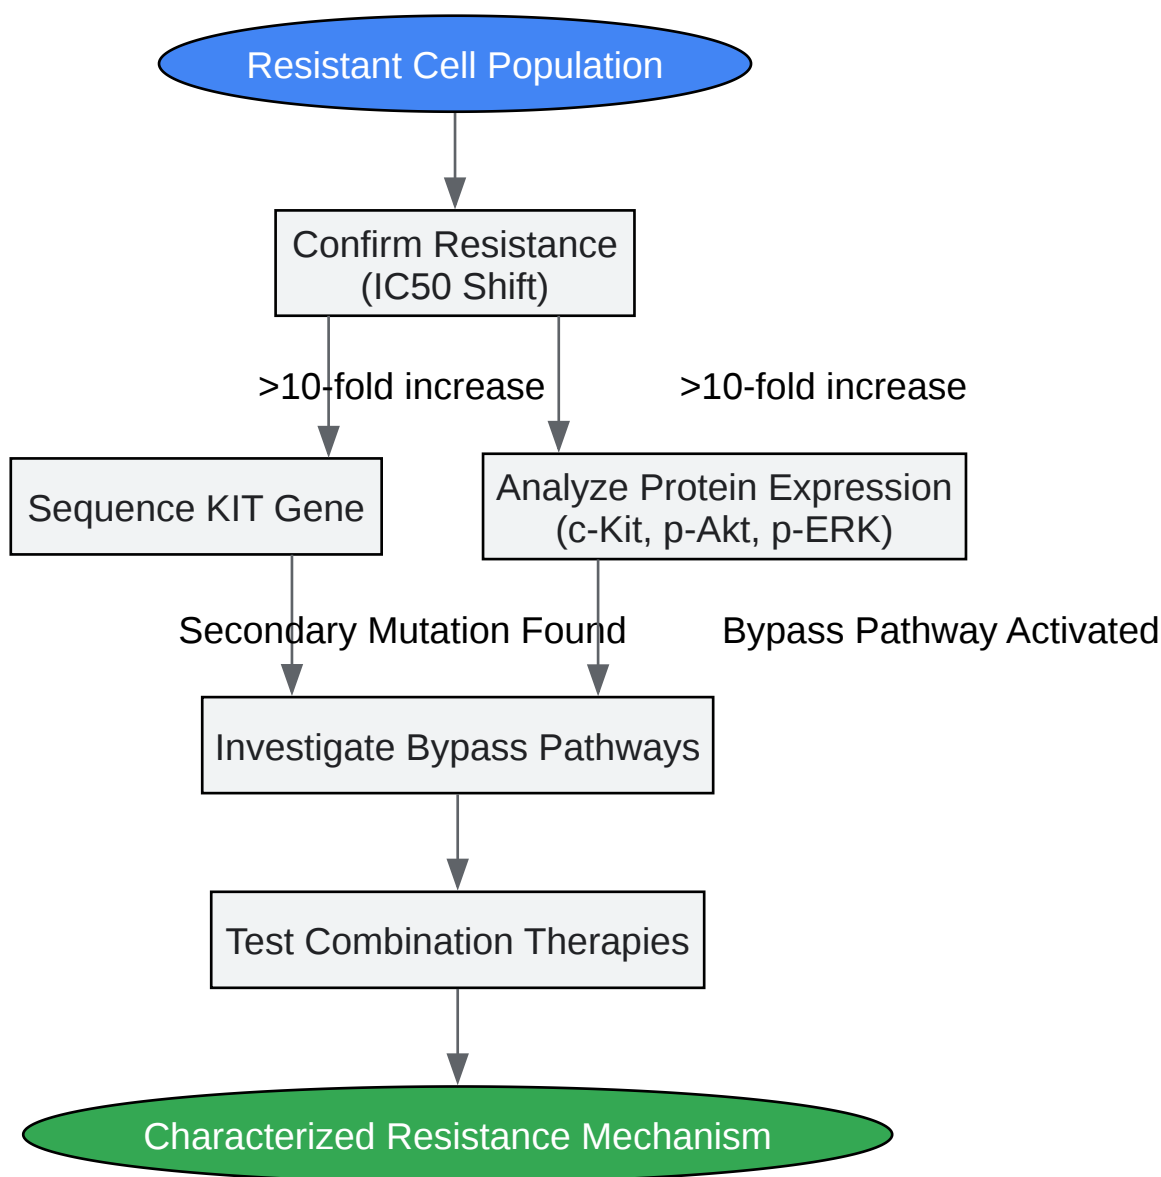 Resistant Cell Population
Confirm Resistance
(IC50 Shift)
>10-fold increase
>10-fold increase
Sequence KIT Gene
Analyze Protein Expression
(c-Kit, p-Akt, p-ERK)
Secondary Mutation Found
Bypass Pathway Activated
Investigate Bypass Pathways
Test Combination Therapies
Characterized Resistance Mechanism